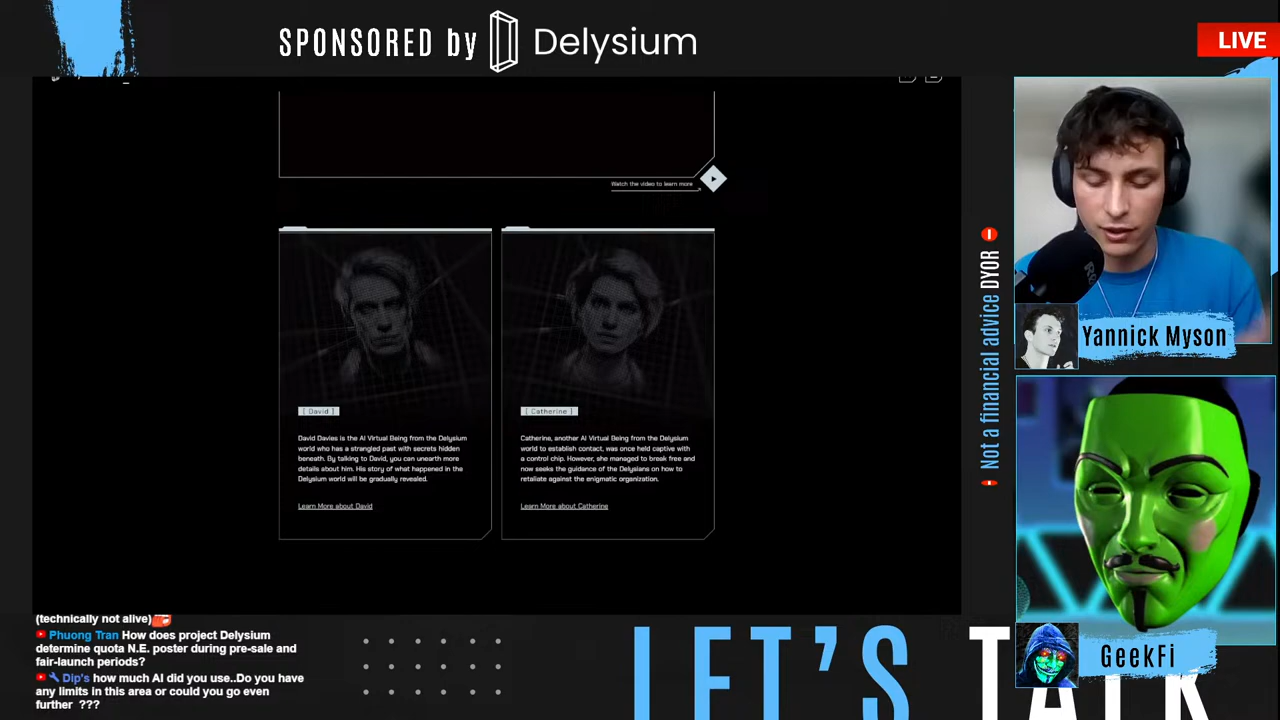 SPONSORED by Delysium
LIVE
Watch the video to learn more
[ David ]
David Davies is the AI Virtual Being from the Delysium
world who has a strangled past with secrets hidden
beneath. By talking to David, you can unearth more
details about him. His story of what happened in the
Delysium world will be gradually revealed.
Learn More about David
[ Catherine ]
Catherine, another AI Virtual Being from the Delysium
world to establish contact, was once held captive with
a control chip. However, she managed to break free and
now seeks the guidance of the Delysians on how to
retaliate against the enigmatic organization.
Learn More about Catherine
Not a financial advice DYOR
Yannick Myson
GeekFi
(technically not alive)
Phuong Tran How does project Delysium
determine quota N.E. poster during pre-sale and
fair-launch periods?
Dip's how much AI did you use..Do you have
any limits in this area or could you go even
further ???
LET'S TALK